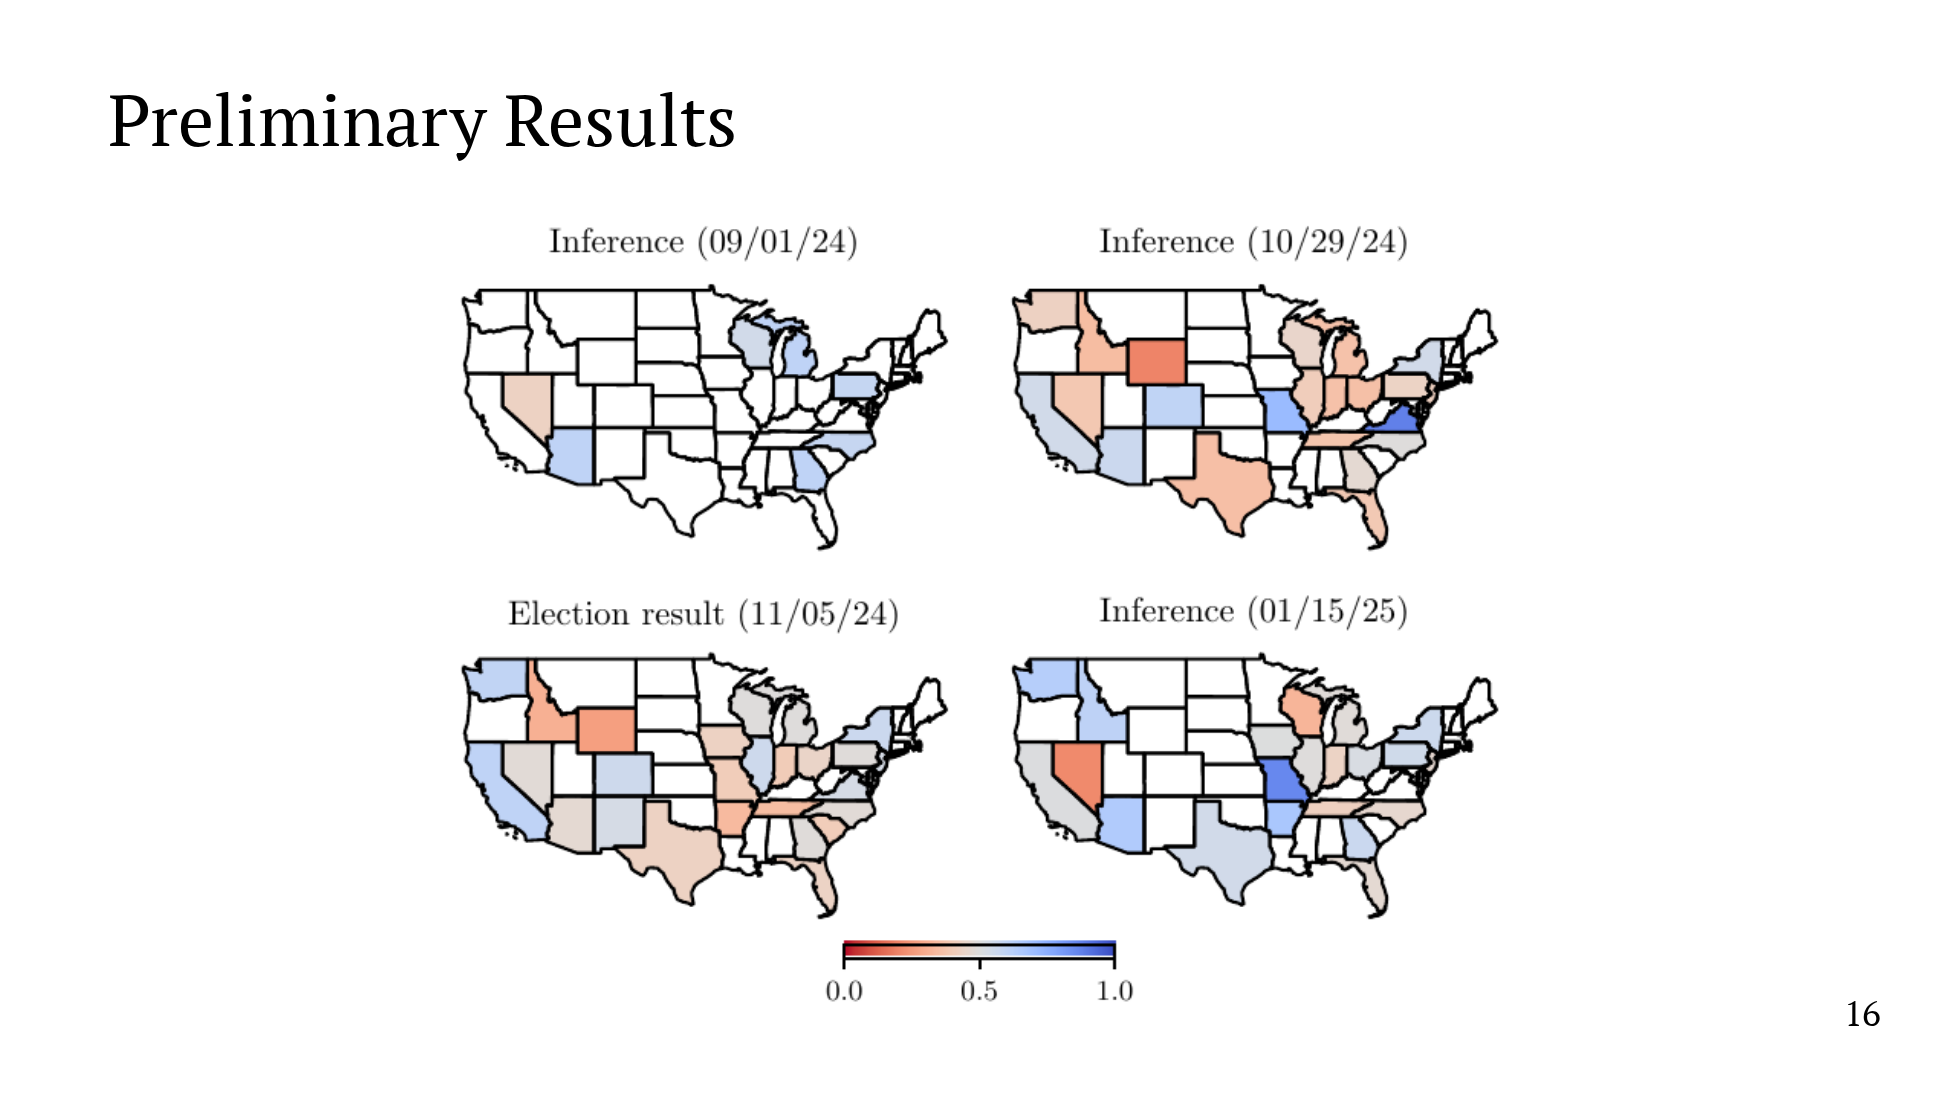 Preliminary Results
Inference (09/01/24)
Inference (10/29/24)
Election result (11/05/24)
Inference (01/15/25)
0.0
0.5
1.0
16